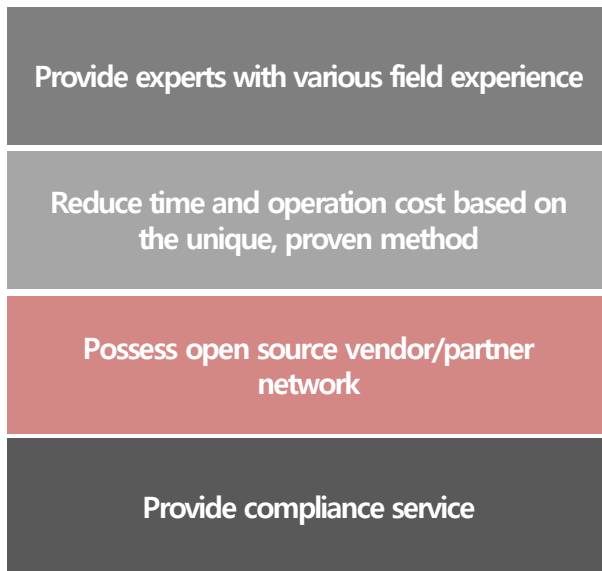 Provide experts with various field experience
Reduce time and operation cost based on
the unique, proven method
Possess open source vendor/partner
network
Provide compliance service